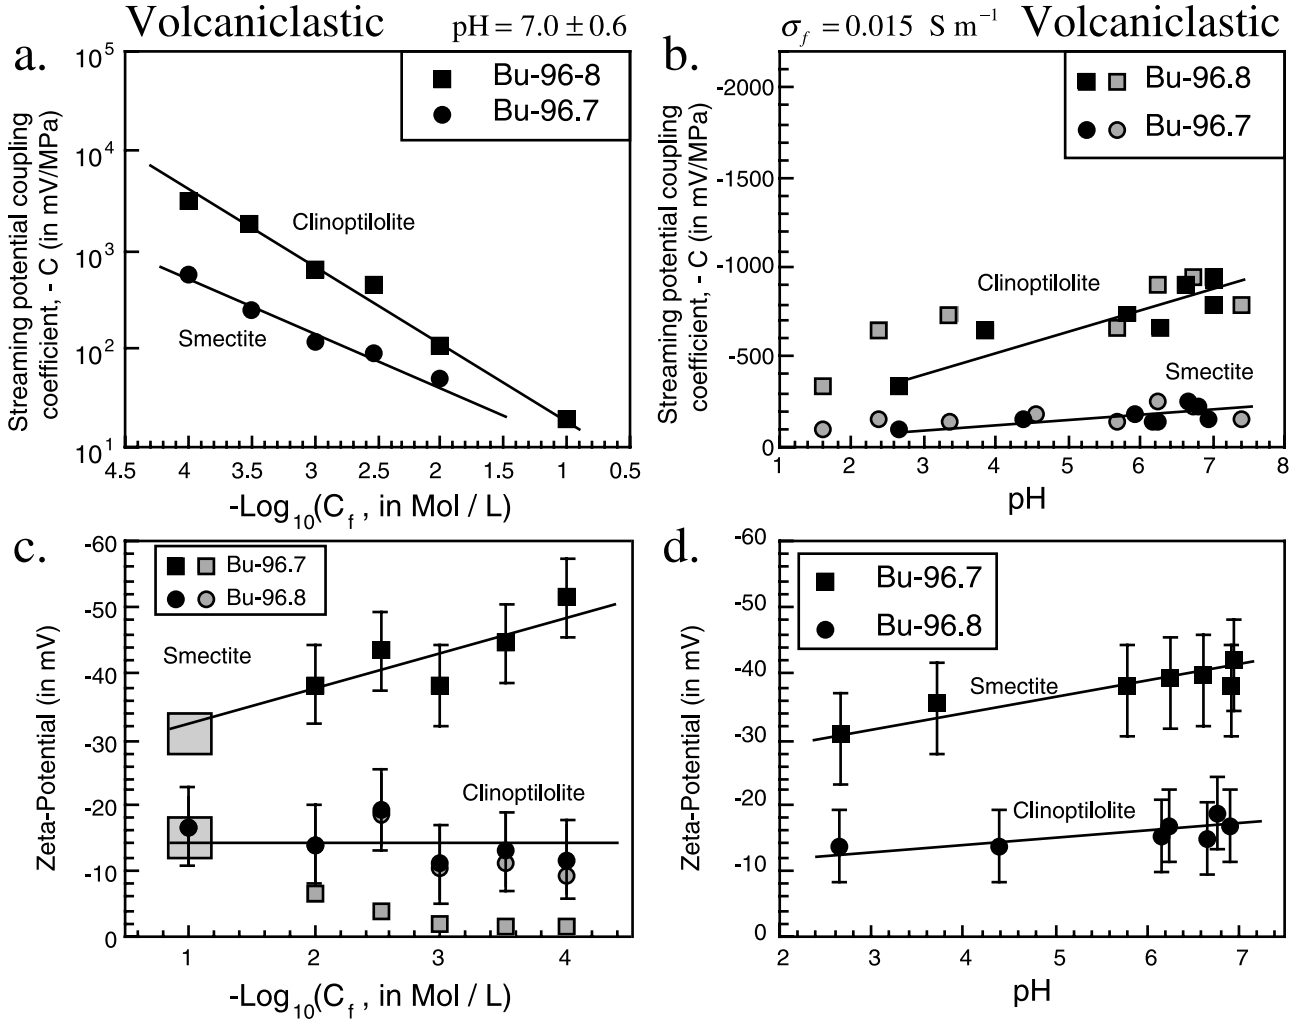 Volcaniclastic
pH = 7.0 ± 0.6
a.
Bu-96-8
Bu-96.7
Streaming potential coupling
coefficient, - C (in mV/MPa)
10^5
10^4
10^3
10^2
10^1
Clinoptilolite
Smectite
4.5 4 3.5 3 2.5 2 1.5 1 0.5
-Log10(Cf , in Mol / L)
σf = 0.015 S m⁻¹
Volcaniclastic
b.
Bu-96.8
Bu-96.7
Streaming potential coupling
coefficient, - C (in mV/MPa)
-2000
-1500
-1000
-500
0
Clinoptilolite
Smectite
1 2 3 4 5 6 7 8
pH
c.
Bu-96.7
Bu-96.8
Zeta-Potential (in mV)
-60
-50
-40
-30
-20
-10
0
Smectite
Clinoptilolite
1 2 3 4
-Log10(Cf , in Mol / L)
d.
Bu-96.7
Bu-96.8
Zeta-Potential (in mV)
-60
-50
-40
-30
-20
-10
0
Smectite
Clinoptilolite
2 3 4 5 6 7
pH